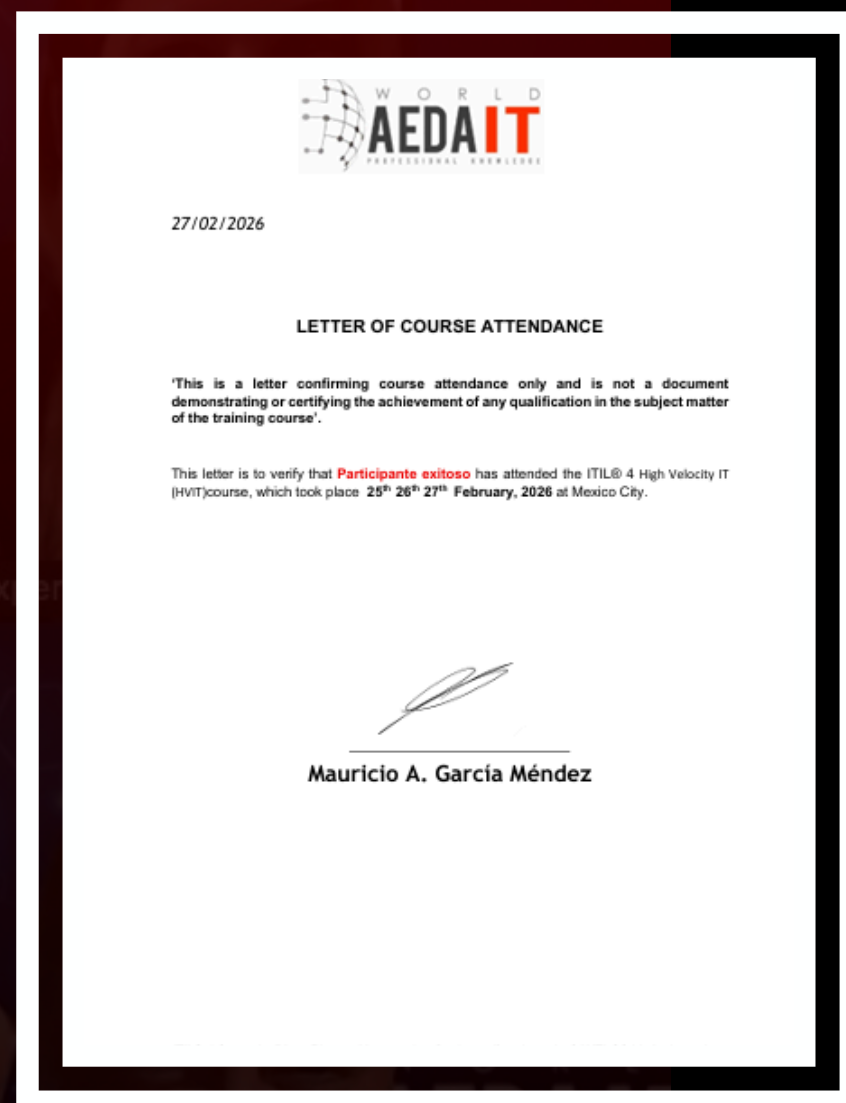 WORLD
AEDAIT
PROFESSIONAL KNOWLEDGE
27/02/2026
LETTER OF COURSE ATTENDANCE
'This is a letter confirming course attendance only and is not a document
demonstrating or certifying the achievement of any qualification in the subject matter
of the training course'.
This letter is to verify that Participante exitoso has attended the ITIL® 4 High Velocity IT
(HVIT)course, which took place 25th 26th 27th February, 2026 at Mexico City.
Mauricio A. García Méndez